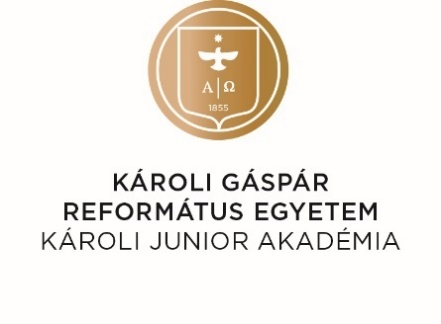 Α|Ω
1855
KÁROLI GÁSPÁR
REFORMÁTUS EGYETEM
KÁROLI JUNIOR AKADÉMIA